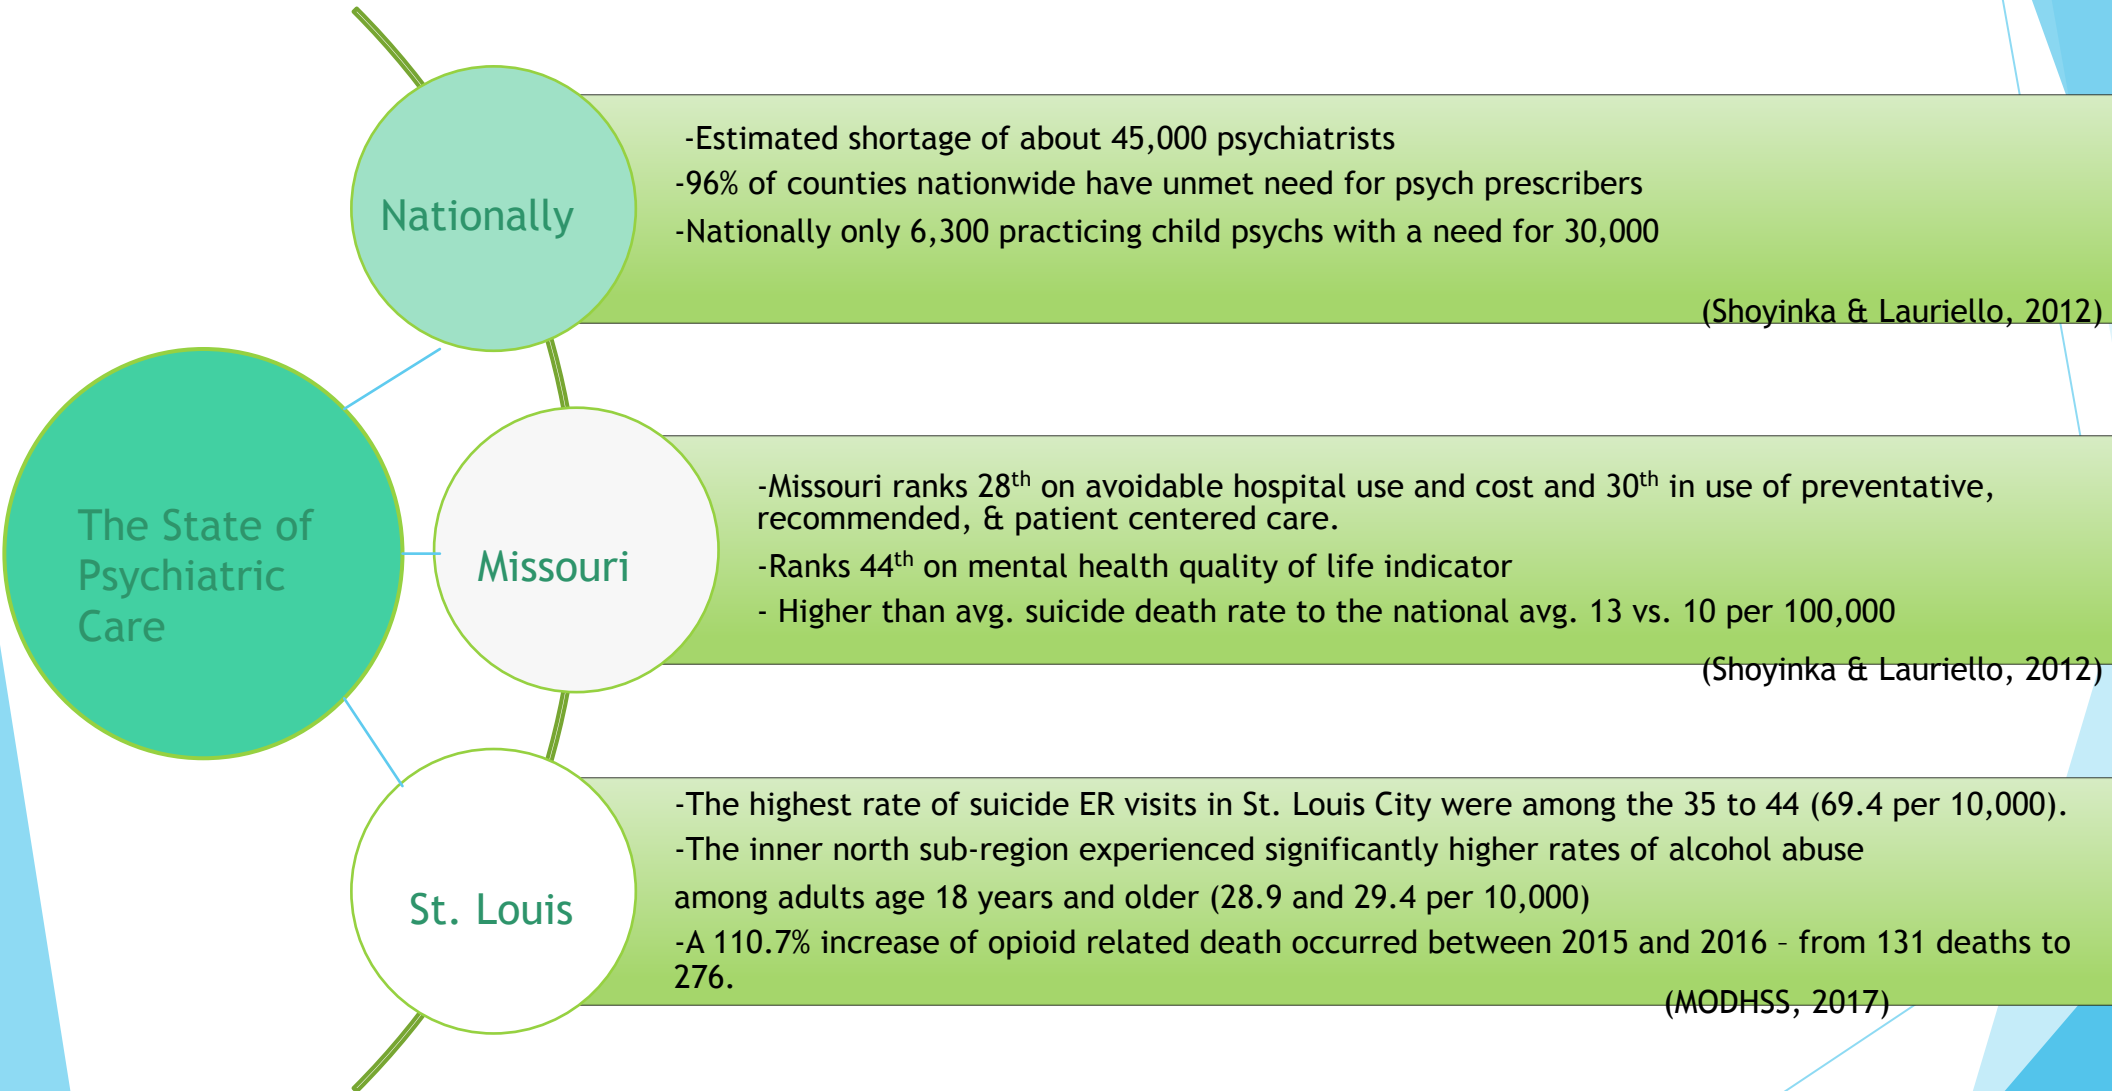 Nationally
-Estimated shortage of about 45,000 psychiatrists
-96% of counties nationwide have unmet need for psych prescribers
-Nationally only 6,300 practicing child psychs with a need for 30,000
(Shoyinka & Lauriello, 2012)
The State of
Psychiatric
Care
Missouri
-Missouri ranks 28th on avoidable hospital use and cost and 30th in use of preventative,
recommended, & patient centered care.
-Ranks 44th on mental health quality of life indicator
- Higher than avg. suicide death rate to the national avg. 13 vs. 10 per 100,000
(Shoyinka & Lauriello, 2012)
St. Louis
-The highest rate of suicide ER visits in St. Louis City were among the 35 to 44 (69.4 per 10,000).
-The inner north sub-region experienced significantly higher rates of alcohol abuse
among adults age 18 years and older (28.9 and 29.4 per 10,000)
-A 110.7% increase of opioid related death occurred between 2015 and 2016 – from 131 deaths to
276.
(MODHSS, 2017)